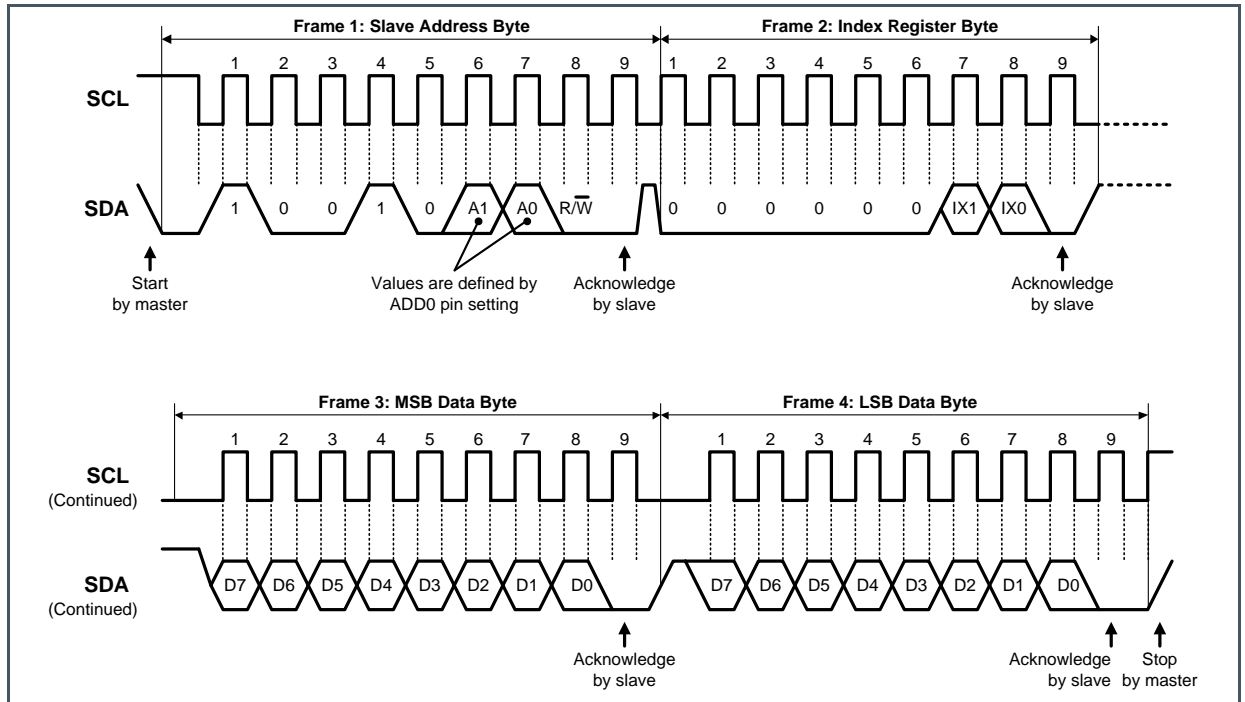 Frame 1: Slave Address Byte Frame 2: Index Register Byte
1 2 3 4 5 6 7 8 9 1 2 3 4 5 6 7 8 9
SCL
SDA 1 0 0 1 0 A1 A0 R/W̅ 0 0 0 0 0 0 IX1 IX0
Start Values are defined by Acknowledge Acknowledge
by master ADD0 pin setting by slave by slave
Frame 3: MSB Data Byte Frame 4: LSB Data Byte
1 2 3 4 5 6 7 8 9 1 2 3 4 5 6 7 8 9
SCL
(Continued)
SDA D7 D6 D5 D4 D3 D2 D1 D0 D7 D6 D5 D4 D3 D2 D1 D0
(Continued)
Acknowledge Acknowledge Stop
by slave by slave by master